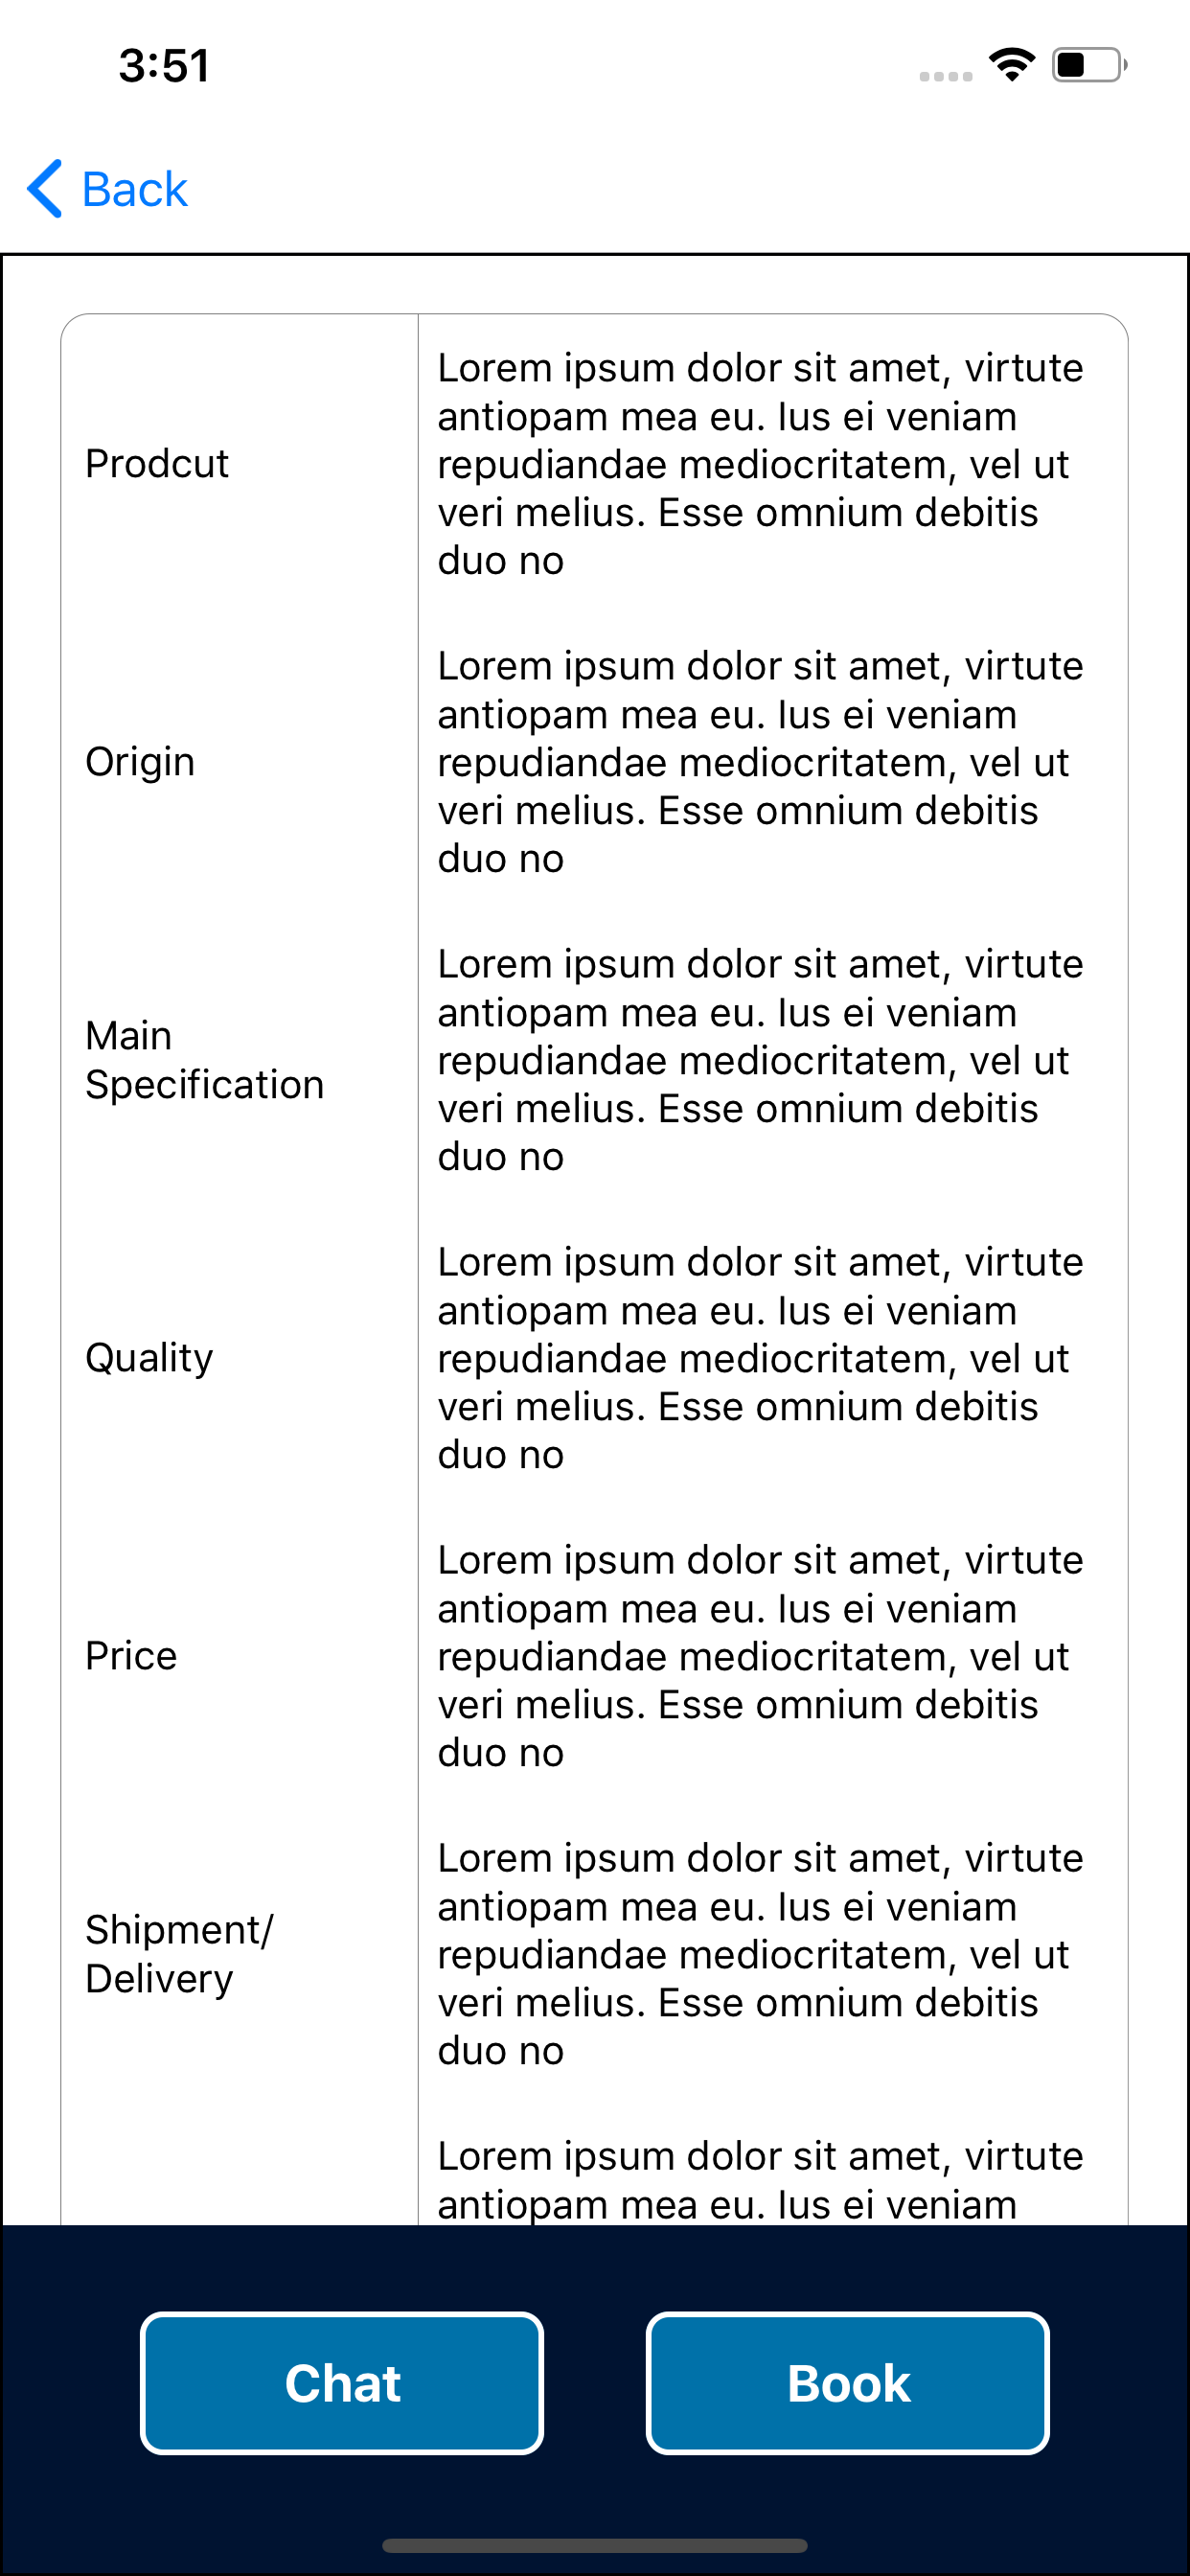 3:51
Back
Prodcut
Lorem ipsum dolor sit amet, virtute
antiopam mea eu. Ius ei veniam
repudiandae mediocritatem, vel ut
veri melius. Esse omnium debitis
duo no
Origin
Lorem ipsum dolor sit amet, virtute
antiopam mea eu. Ius ei veniam
repudiandae mediocritatem, vel ut
veri melius. Esse omnium debitis
duo no
Main
Specification
Lorem ipsum dolor sit amet, virtute
antiopam mea eu. Ius ei veniam
repudiandae mediocritatem, vel ut
veri melius. Esse omnium debitis
duo no
Quality
Lorem ipsum dolor sit amet, virtute
antiopam mea eu. Ius ei veniam
repudiandae mediocritatem, vel ut
veri melius. Esse omnium debitis
duo no
Price
Lorem ipsum dolor sit amet, virtute
antiopam mea eu. Ius ei veniam
repudiandae mediocritatem, vel ut
veri melius. Esse omnium debitis
duo no
Shipment/
Delivery
Lorem ipsum dolor sit amet, virtute
antiopam mea eu. Ius ei veniam
repudiandae mediocritatem, vel ut
veri melius. Esse omnium debitis
duo no
Lorem ipsum dolor sit amet, virtute
antiopam mea eu. Ius ei veniam
Chat
Book